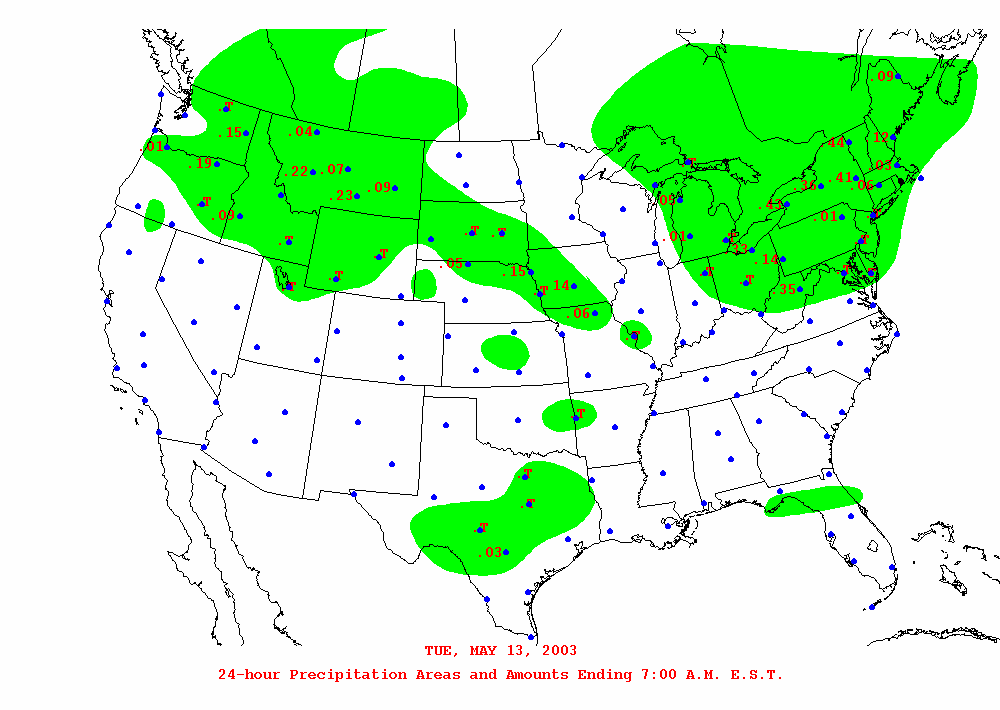 .09
.T
.15 .04 .12
.01 .44
.19 .22 .07 T .03
.23 .09 .36 .41 .06
.T .09 .09 .43
.01
.T .T .T .01 T
.T .33 T
.T .05 .14
.T .15 T .T T T
.T .T 14 .35
.06
.T
.T
.T
.T
.T
.03
TUE, MAY 13, 2003
24-hour Precipitation Areas and Amounts Ending 7:00 A.M. E.S.T.